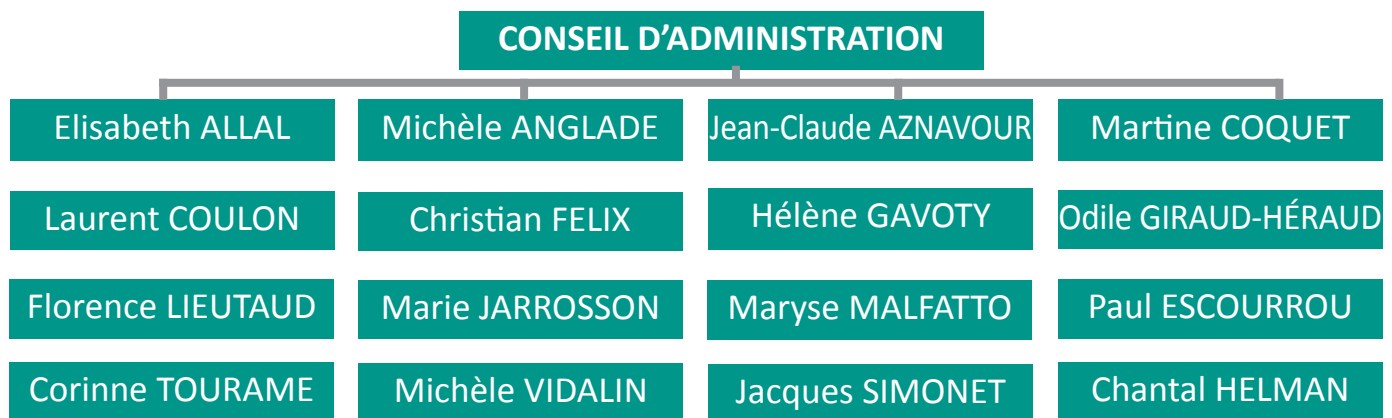 CONSEIL D’ADMINISTRATION
Elisabeth ALLAL
Michèle ANGLADE
Jean-Claude AZNAVOUR
Martine COQUET
Laurent COULON
Christian FELIX
Hélène GAVOTY
Odile GIRAUD-HÉRAUD
Florence LIEUTAUD
Marie JARROSSON
Maryse MALFATTO
Paul ESCOURROU
Corinne TOURAME
Michèle VIDALIN
Jacques SIMONET
Chantal HELMAN